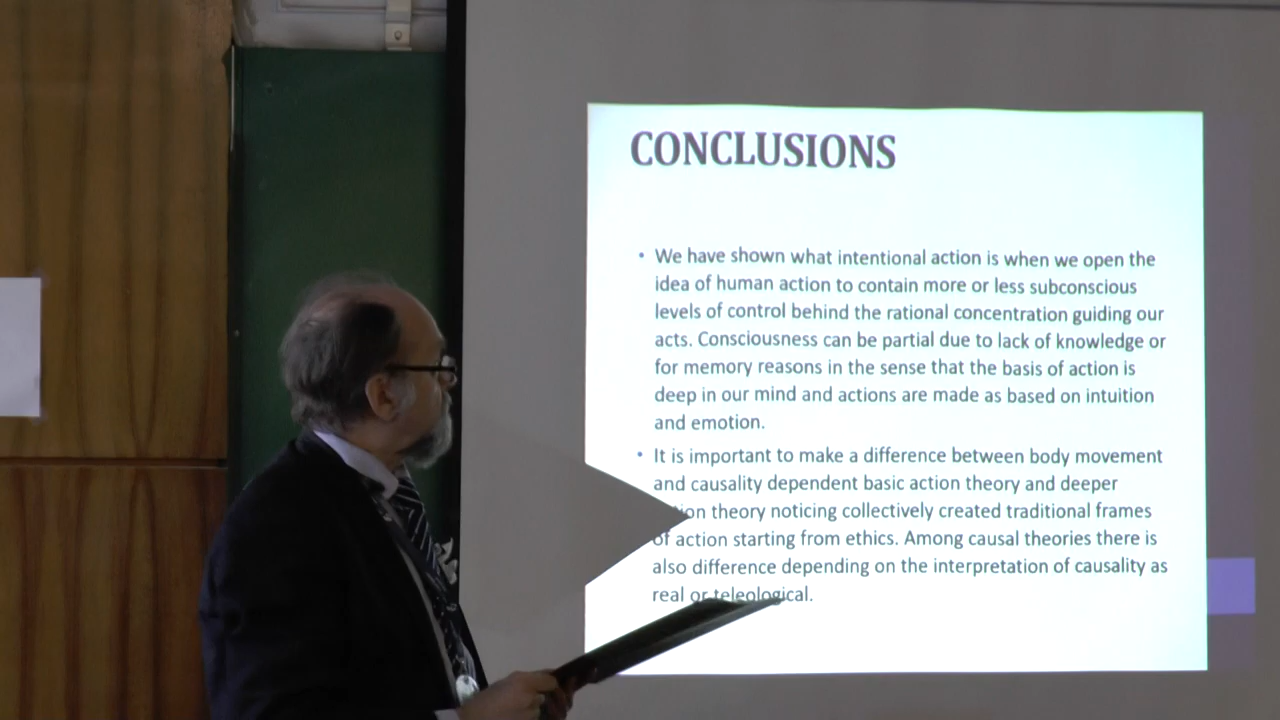 CONCLUSIONS
• We have shown what intentional action is when we open the
idea of human action to contain more or less subconscious
levels of control behind the rational concentration guiding our
acts. Consciousness can be partial due to lack of knowledge or
for memory reasons in the sense that the basis of action is
deep in our mind and actions are made as based on intuition
and emotion.
• It is important to make a difference between body movement
and causality dependent basic action theory and deeper
theory noticing collectively created traditional frames
of action starting from ethics. Among causal theories there is
also difference depending on the interpretation of causality as
real or teleological.